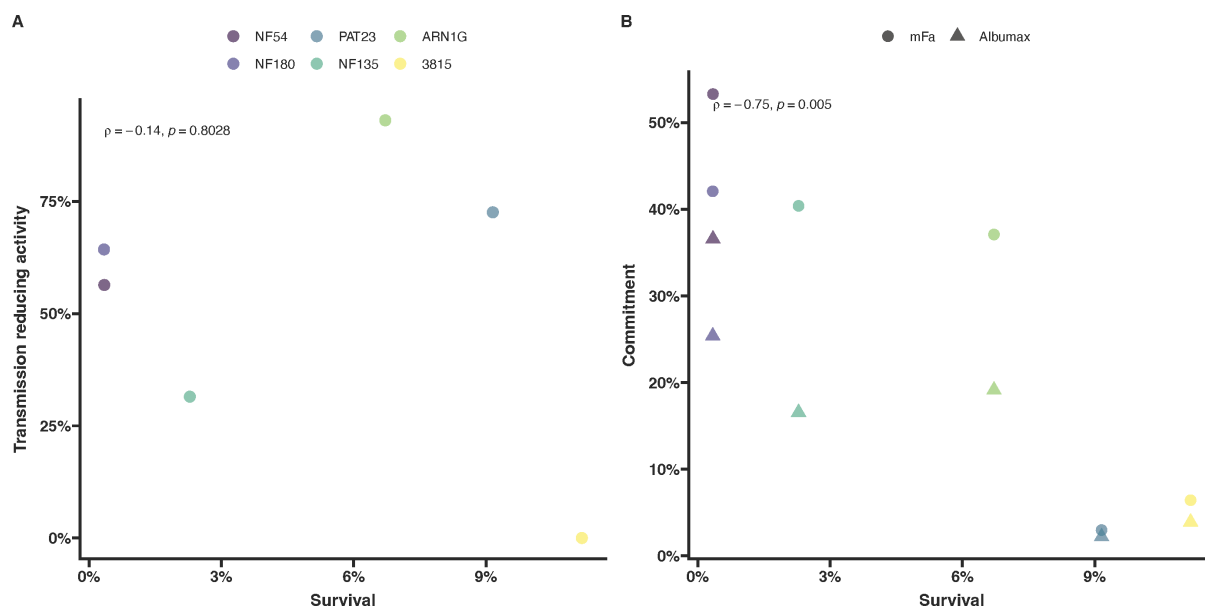 A
NF54 PAT23 ARN1G
NF180 NF135 3815
ρ = −0.14, p = 0.8028
75%
50%
25%
0%
Transmission reducing activity
0% 3% 6% 9%
Survival
B
mFa Albumax
ρ = −0.75, p = 0.005
50%
40%
30%
20%
10%
0%
Commitment
0% 3% 6% 9%
Survival